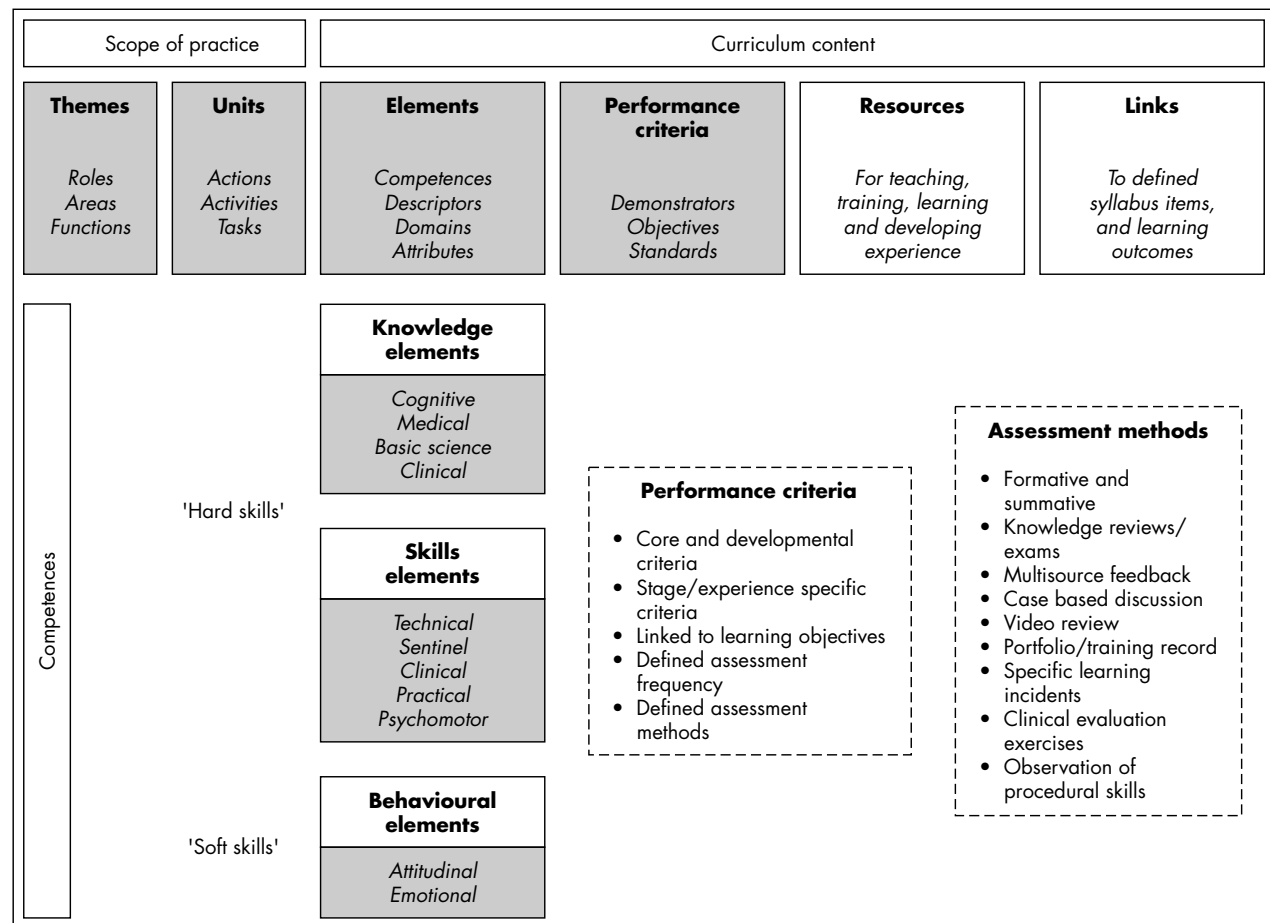 Scope of practice
Curriculum content
Themes
Roles
Areas
Functions
Units
Actions
Activities
Tasks
Elements
Competences
Descriptors
Domains
Attributes
Performance
criteria
Demonstrators
Objectives
Standards
Resources
For teaching,
training, learning
and developing
experience
Links
To defined
syllabus items,
and learning
outcomes
Competences
'Hard skills'
Knowledge
elements
Cognitive
Medical
Basic science
Clinical
Skills
elements
Technical
Sentinel
Clinical
Practical
Psychomotor
'Soft skills'
Behavioural
elements
Attitudinal
Emotional
Performance criteria
• Core and developmental
criteria
• Stage/experience specific
criteria
• Linked to learning objectives
• Defined assessment
frequency
• Defined assessment
methods
Assessment methods
• Formative and
summative
• Knowledge reviews/
exams
• Multisource feedback
• Case based discussion
• Video review
• Portfolio/training record
• Specific learning
incidents
• Clinical evaluation
exercises
• Observation of
procedural skills